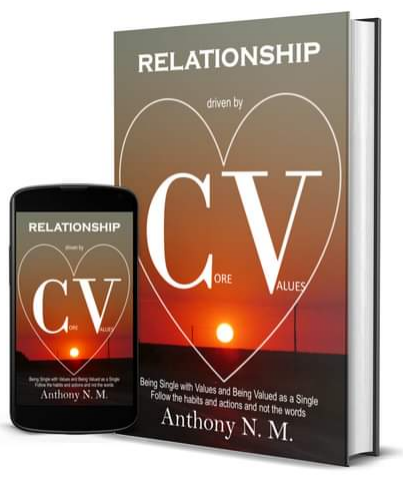 RELATIONSHIP
driven by
CORE VALUES
Being Single with Values and Being Valued as a Single
Follow the habits and actions and not the words
Anthony N. M.
RELATIONSHIP
driven by
CORE VALUES
Being Single with Values and Being Valued as a Single
Follow the habits and actions and not the words
Anthony N. M.